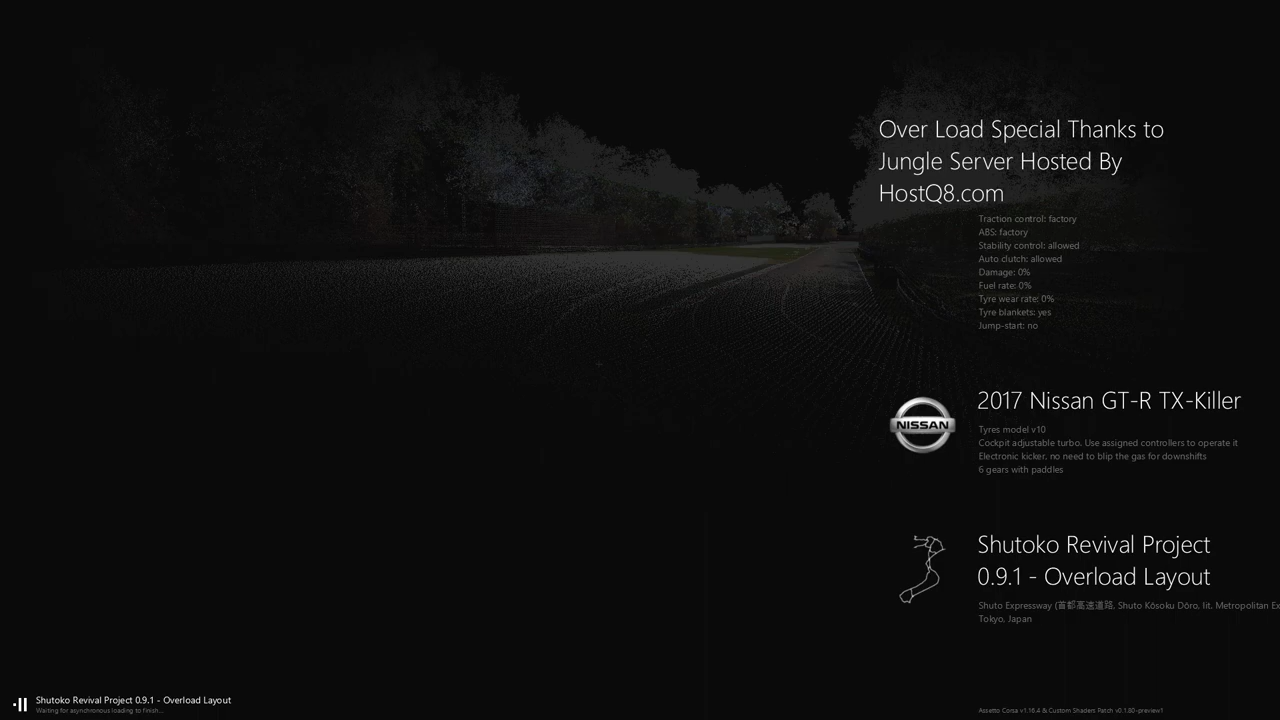 Over Load Special Thanks to
Jungle Server Hosted By
HostQ8.com
Traction control: factory
ABS: factory
Stability control: allowed
Auto clutch: allowed
Damage: 0%
Fuel rate: 0%
Tyre wear rate: 0%
Tyre blankets: yes
Jump-start: no
NISSAN
2017 Nissan GT-R TX-Killer
Tyres model v10
Cockpit adjustable turbo. Use assigned controllers to operate it
Electronic kicker, no need to blip the gas for downshifts
6 gears with paddles
Shutoko Revival Project
0.9.1 - Overload Layout
Shuto Expressway (首都高速道路, Shuto Kōsoku Dōro, lit. Metropolitan Ex
Tokyo, Japan
Shutoko Revival Project 0.9.1 - Overload Layout
Waiting for asynchronous loading to finish...
Assetto Corsa v1.16.4 & Custom Shaders Patch v0.1.80-preview1